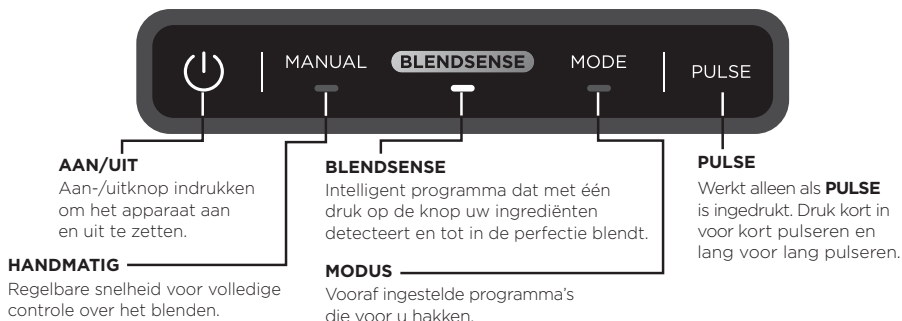 MANUAL BLENDSENSE MODE PULSE
AAN/UIT
Aan-/uitknop indrukken
om het apparaat aan
en uit te zetten.
HANDMATIG
Regelbare snelheid voor volledige
controle over het blenden.
BLENDSENSE
Intelligent programma dat met één
druk op de knop uw ingrediënten
detecteert en tot in de perfectie blendt.
MODUS
Vooraf ingestelde programma's
die voor u hakken.
PULSE
Werkt alleen als PULSE
is ingedrukt. Druk kort in
voor kort pulseren en
lang voor lang pulseren.